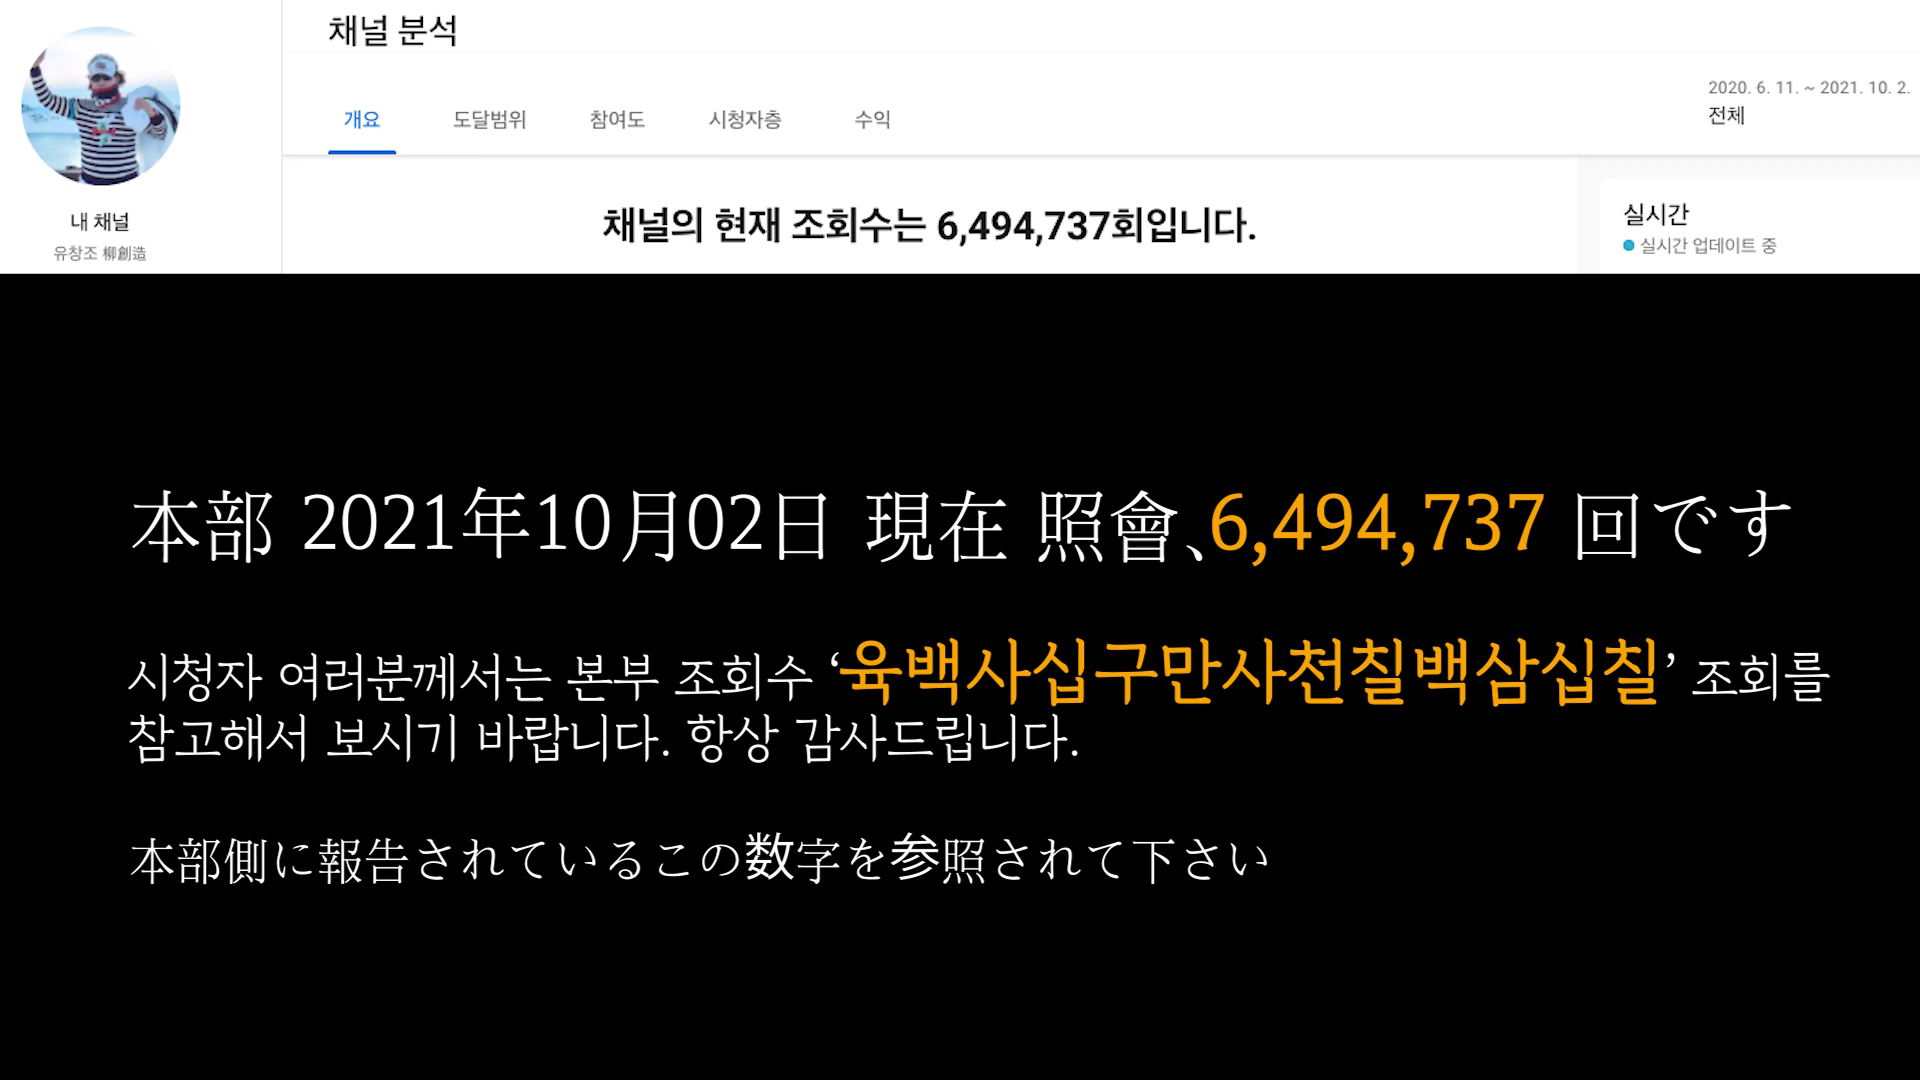 채널 분석
개요 도달범위 참여도 시청자층 수익
2020. 6. 11. ~ 2021. 10. 2.
전체
내 채널
유창조 柳創造
채널의 현재 조회수는 6,494,737회입니다.
실시간
실시간 업데이트 중
本部 2021年10月02日 現在 照會、6,494,737 回です
시청자 여러분께서는 본부 조회수 ‘육백사십구만사천칠백삼십칠’ 조회를
참고해서 보시기 바랍니다. 항상 감사드립니다.
本部側に報告されているこの数字を参照されて下さい